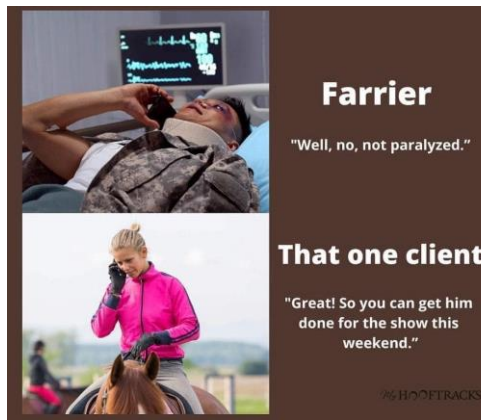 Farrier
"Well, no, not paralyzed.”
That one client
"Great! So you can get him
done for the show this
weekend.”
HOOFTRACKS